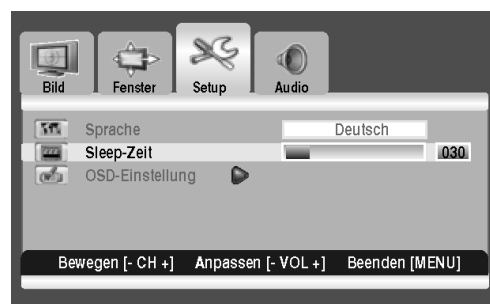 Bild Fenster Setup Audio
Sprache Deutsch
Sleep-Zeit 030
OSD-Einstellung
Bewegen [- CH +] Anpassen [- VOL +] Beenden [MENU]